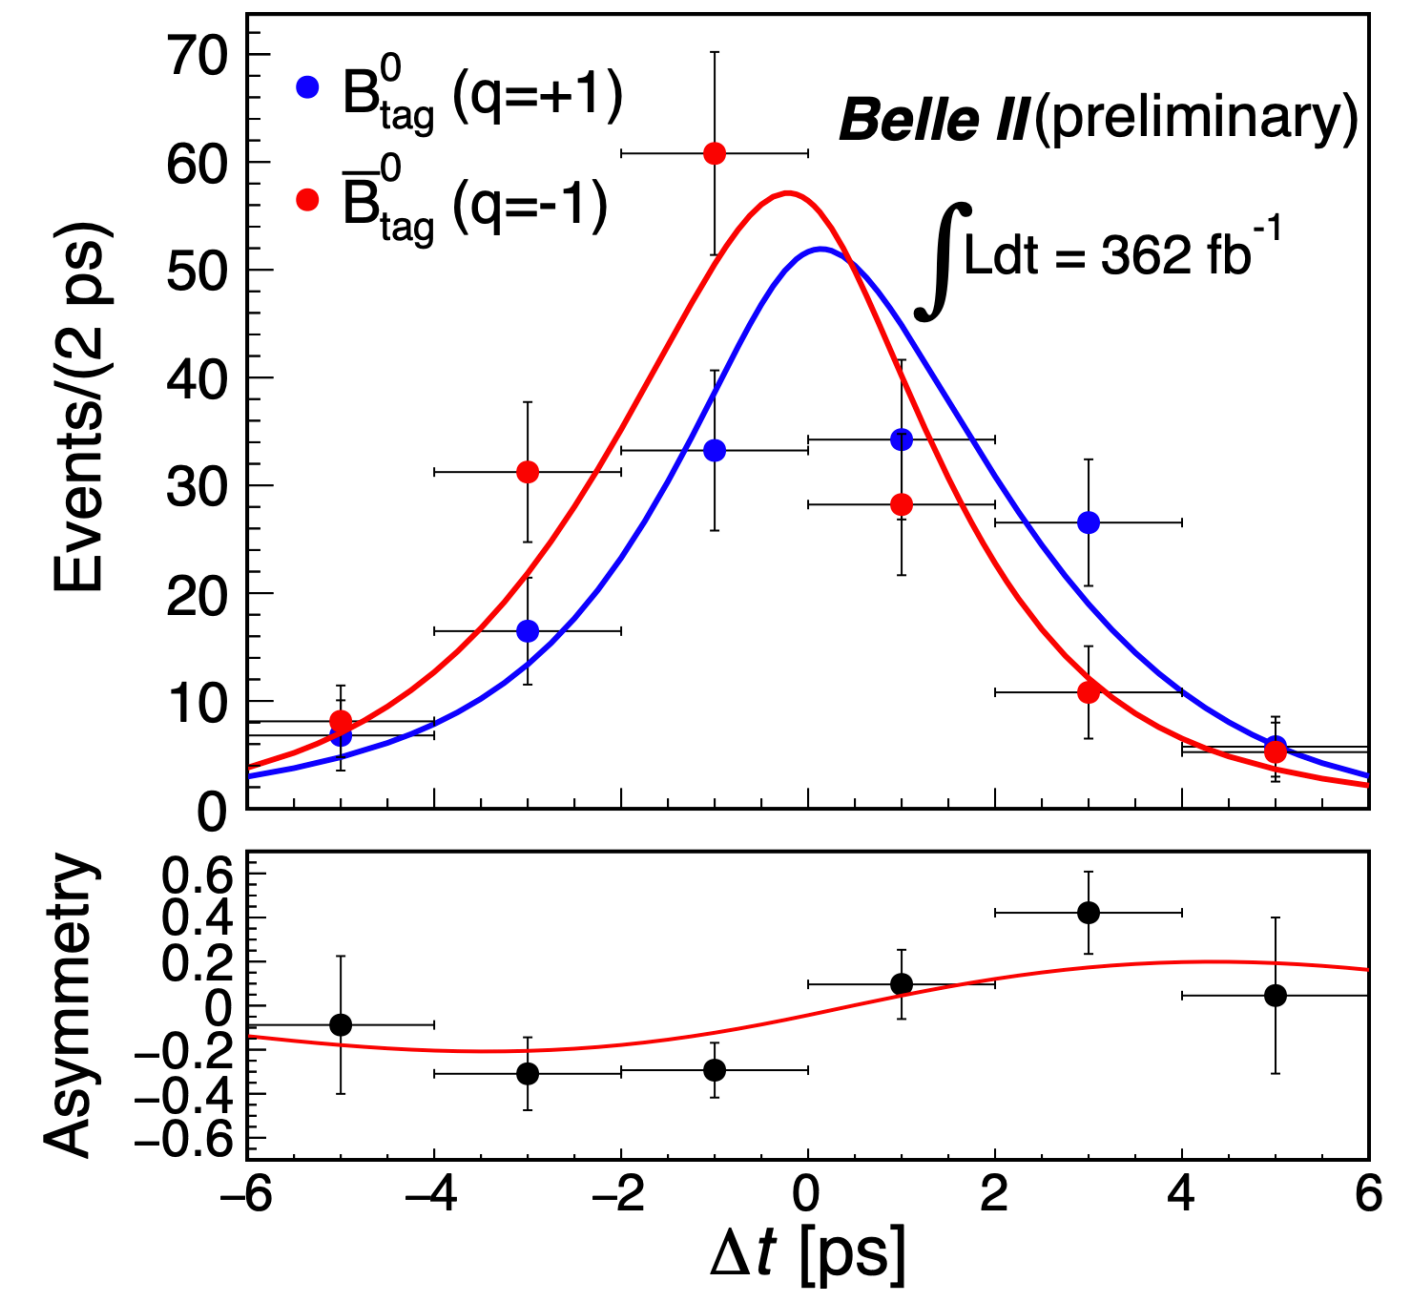 70
60
50
40
30
20
10
0
Events/(2 ps)
B⁰tag (q=+1)
B̅⁰tag (q=-1)
Belle II(preliminary)
∫Ldt = 362 fb⁻¹
0.6
0.4
0.2
0
−0.2
−0.4
−0.6
Asymmetry
−6 −4 −2 0 2 4 6
Δt [ps]